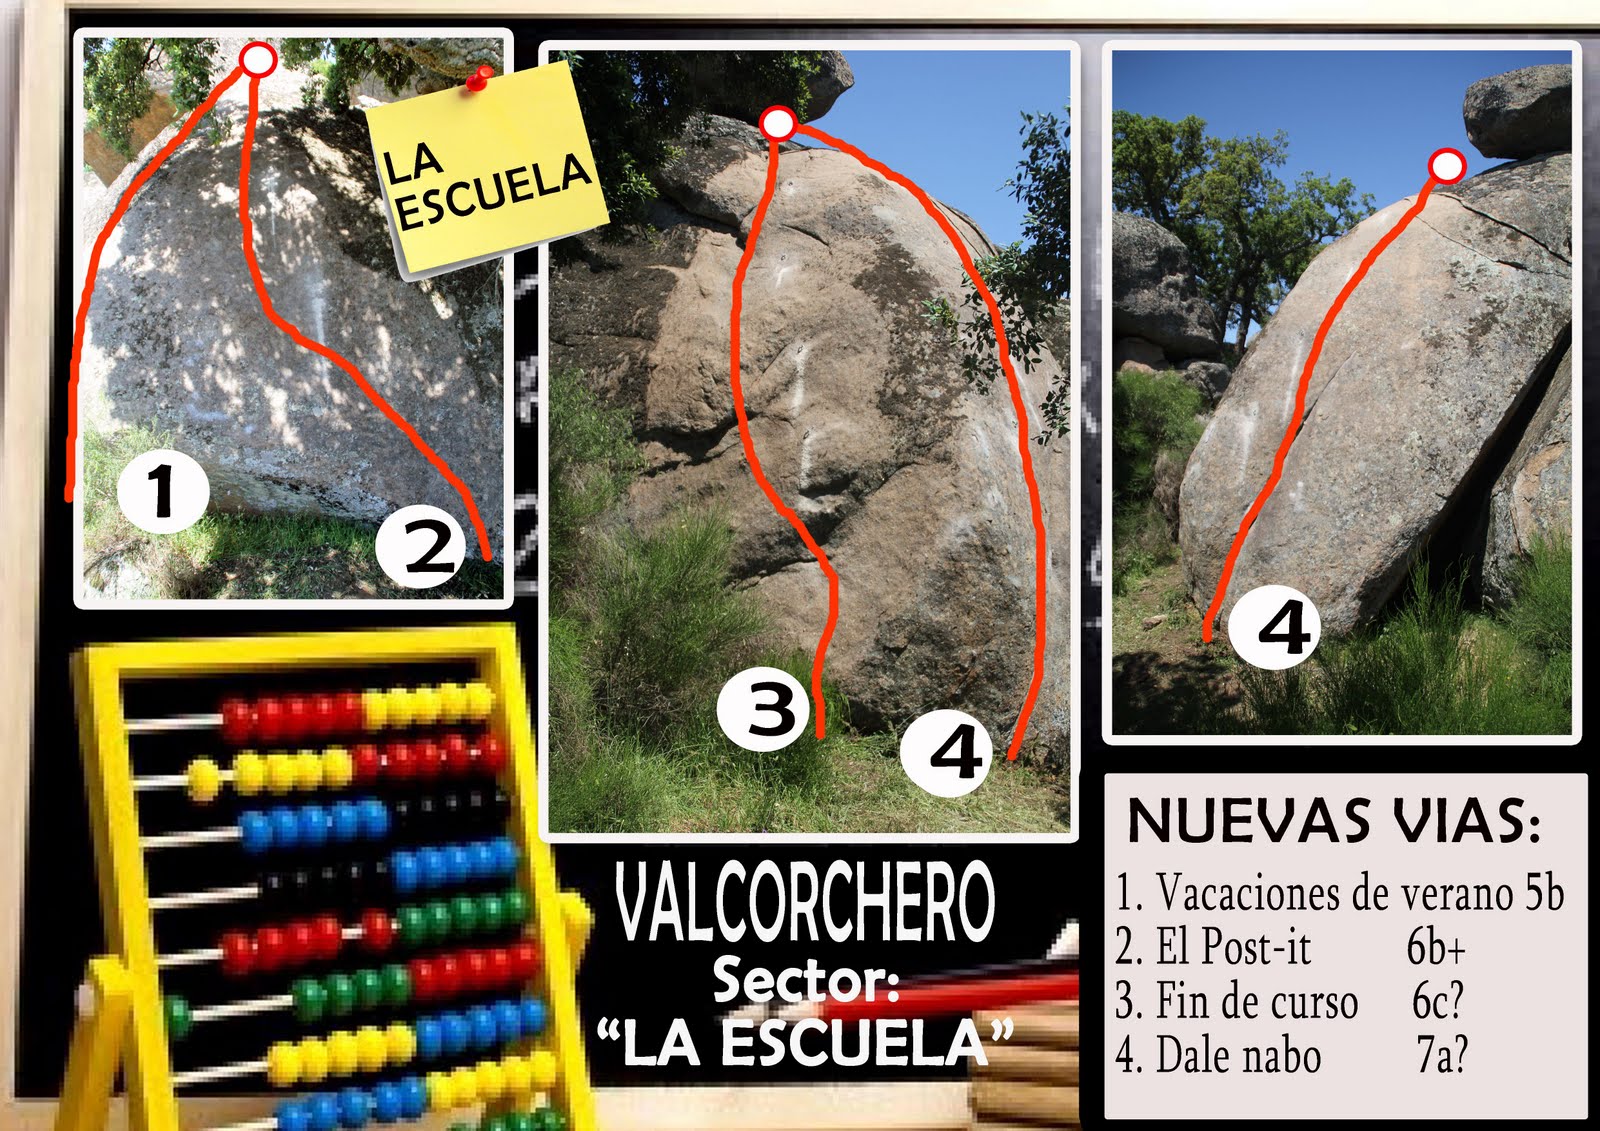 LA
ESCUELA
1
2
3
4
4
VALCORCHERO
Sector:
“LA ESCUELA”
NUEVAS VIAS:
1. Vacaciones de verano 5b
2. El Post-it 6b+
3. Fin de curso 6c?
4. Dale nabo 7a?